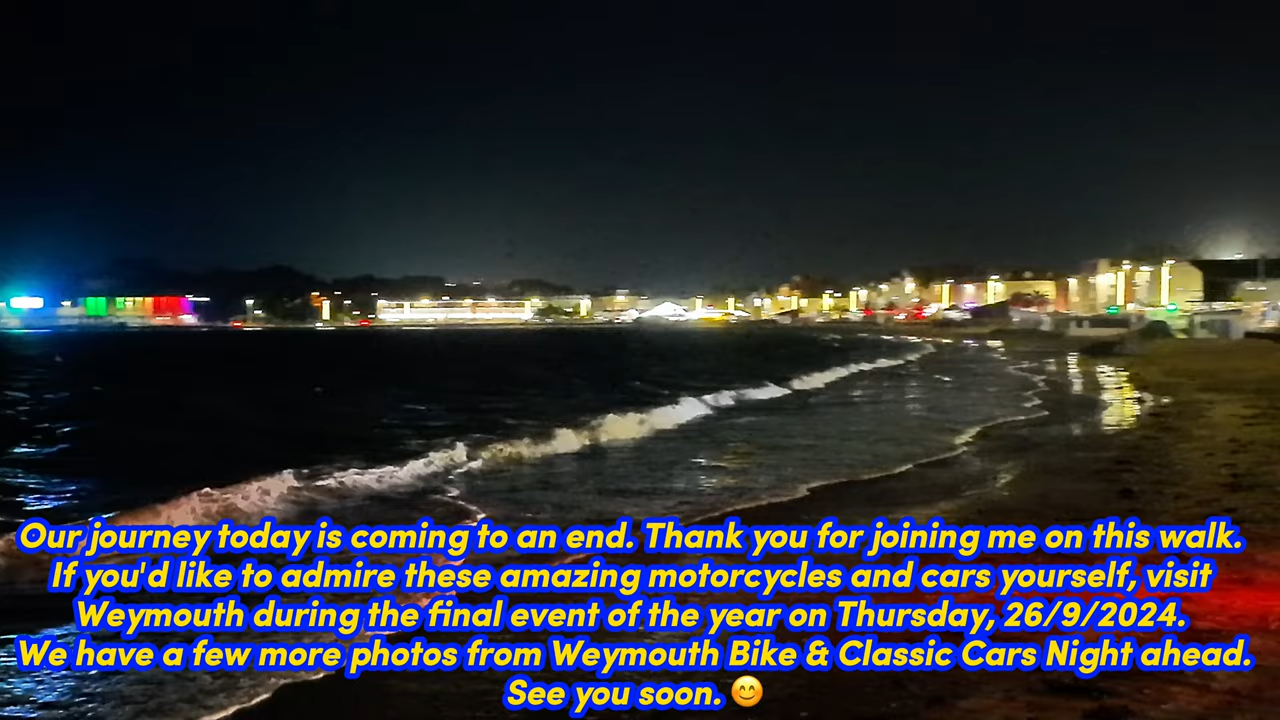 Our journey today is coming to an end. Thank you for joining me on this walk.
If you'd like to admire these amazing motorcycles and cars yourself, visit
Weymouth during the final event of the year on Thursday, 26/9/2024.
We have a few more photos from Weymouth Bike & Classic Cars Night ahead.
See you soon. 😊